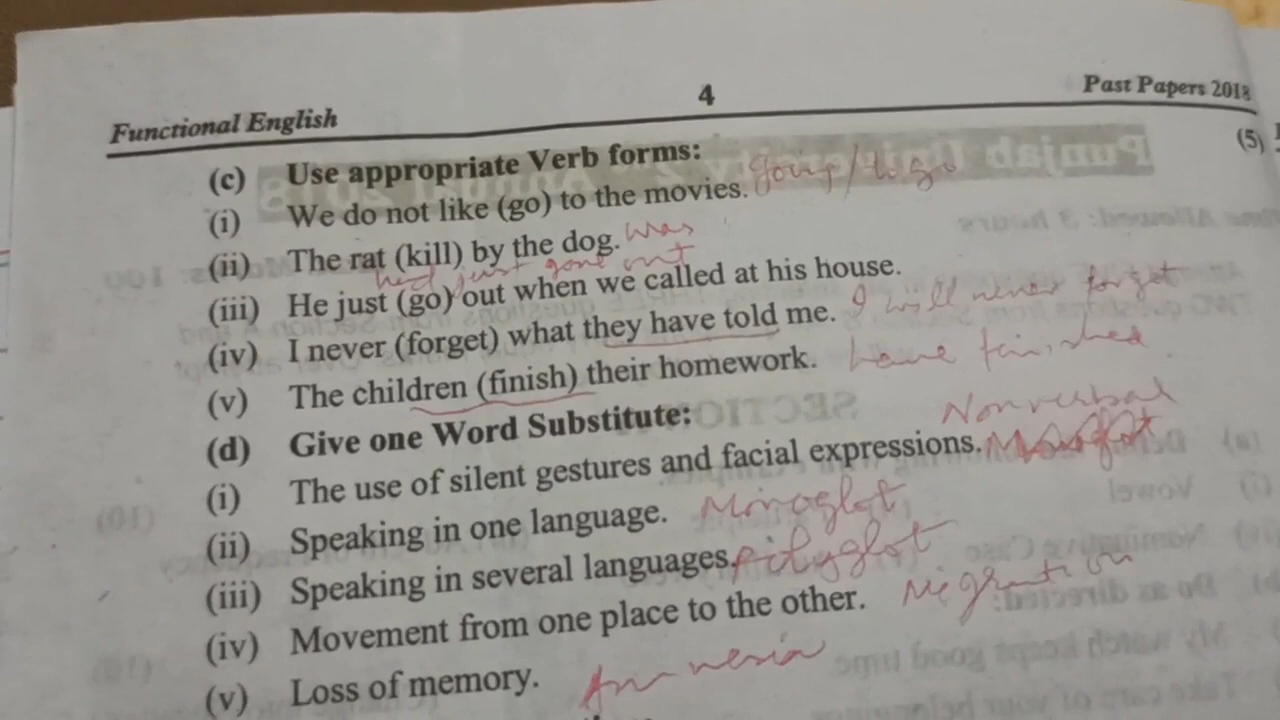 Functional English 4 Past Papers 2018
(c) Use appropriate Verb forms: (5)
(i) We do not like (go) to the movies. going/to go
(ii) The rat (kill) by the dog. was
had just gone out
(iii) He just (go) out when we called at his house.
(iv) I never (forget) what they have told me. I will never forget
(v) The children (finish) their homework. have finished
(d) Give one Word Substitute:
Nonverbal
(i) The use of silent gestures and facial expressions.
(ii) Speaking in one language. Monoglot
(iii) Speaking in several languages. Polyglot
(iv) Movement from one place to the other. Migration
(v) Loss of memory. Amnesia